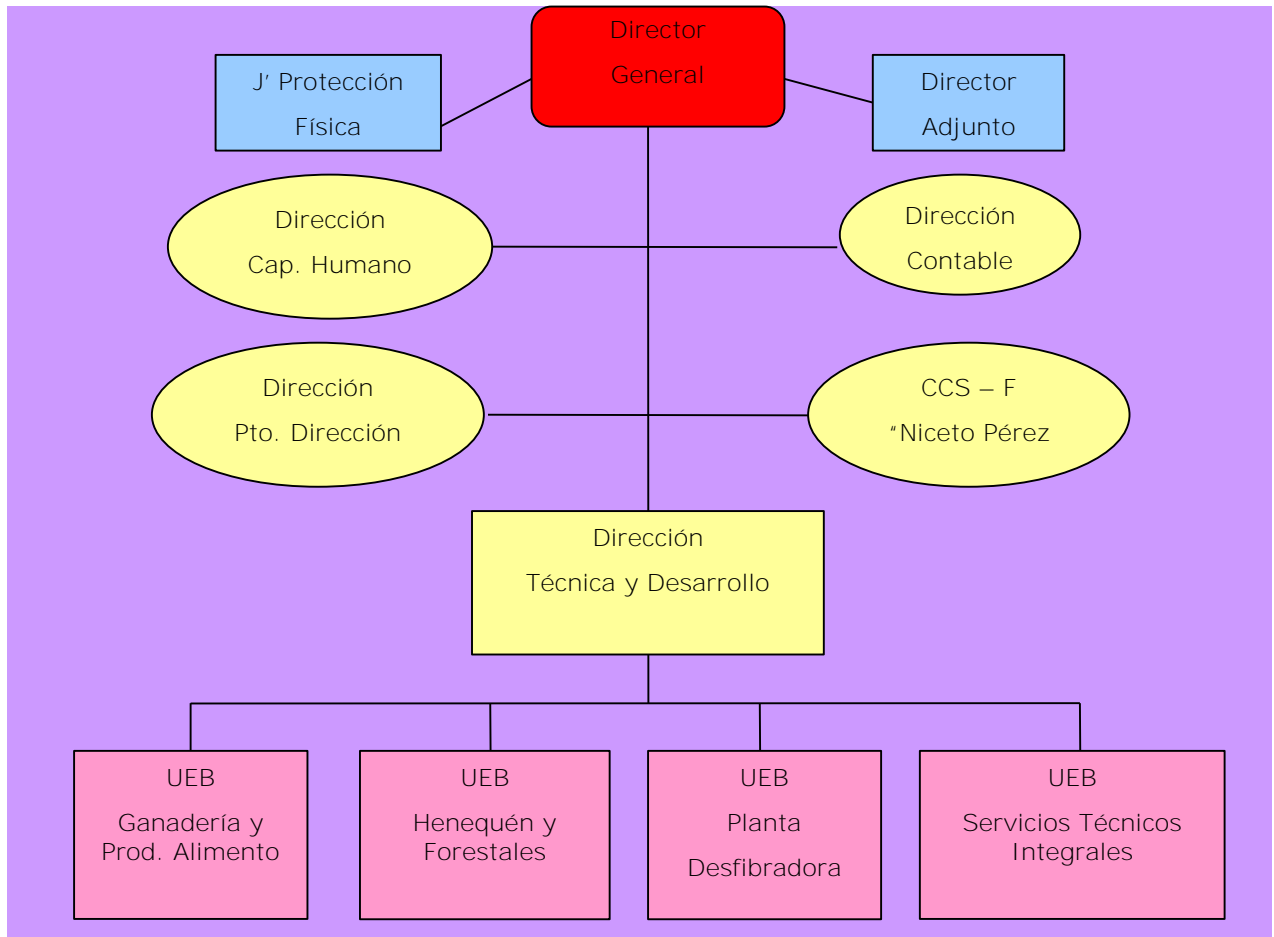 Director
General
J’ Protección
Física
Director
Adjunto
Dirección
Cap. Humano
Dirección
Contable
Dirección
Pto. Dirección
CCS – F
“Niceto Pérez
Dirección
Técnica y Desarrollo
UEB
Ganadería y
Prod. Alimento
UEB
Henequén y
Forestales
UEB
Planta
Desfibradora
UEB
Servicios Técnicos
Integrales